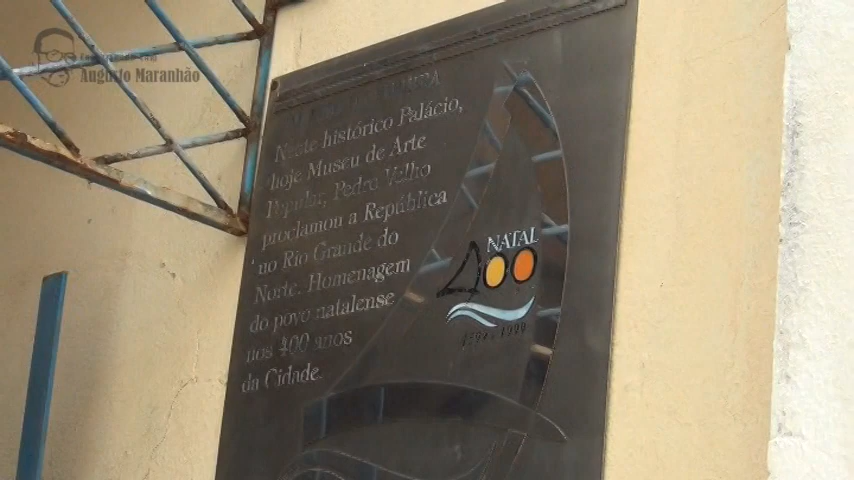 Augusto Maranhão
Neste histórico Palácio,
hoje Museu de Arte
Popular, Pedro Velho
proclamou a República
no Rio Grande do
Norte. Homenagem
do povo natalense
nos 400 anos
da Cidade.
NATAL
400
1599 - 1999